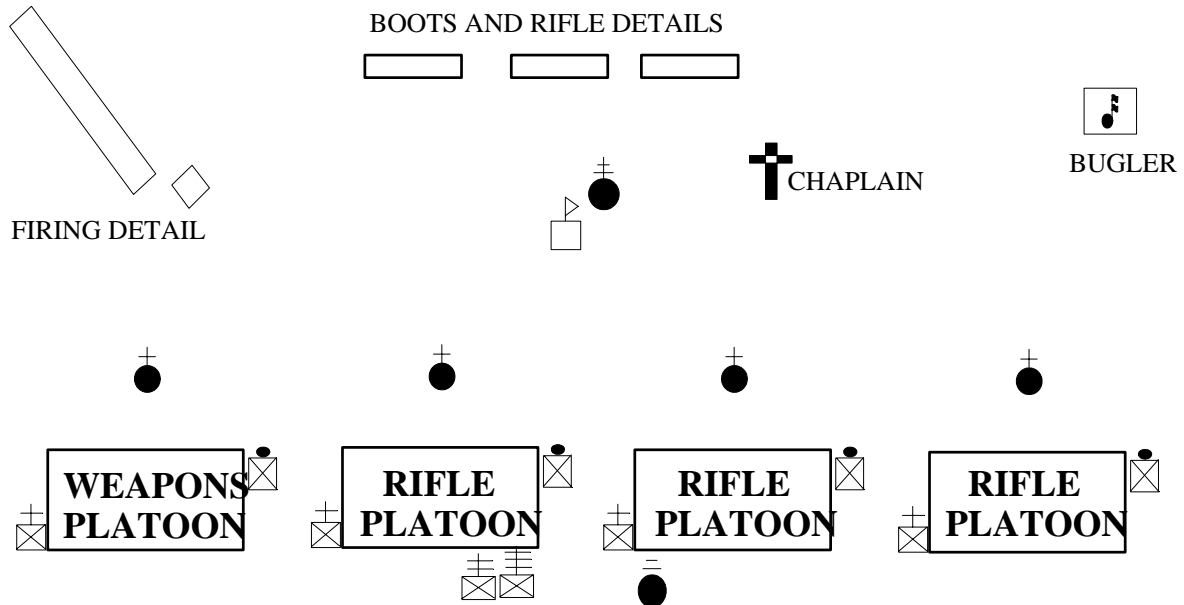 BOOTS AND RIFLE DETAILS
BUGLER
CHAPLAIN
FIRING DETAIL
WEAPONS
PLATOON
RIFLE
PLATOON
RIFLE
PLATOON
RIFLE
PLATOON